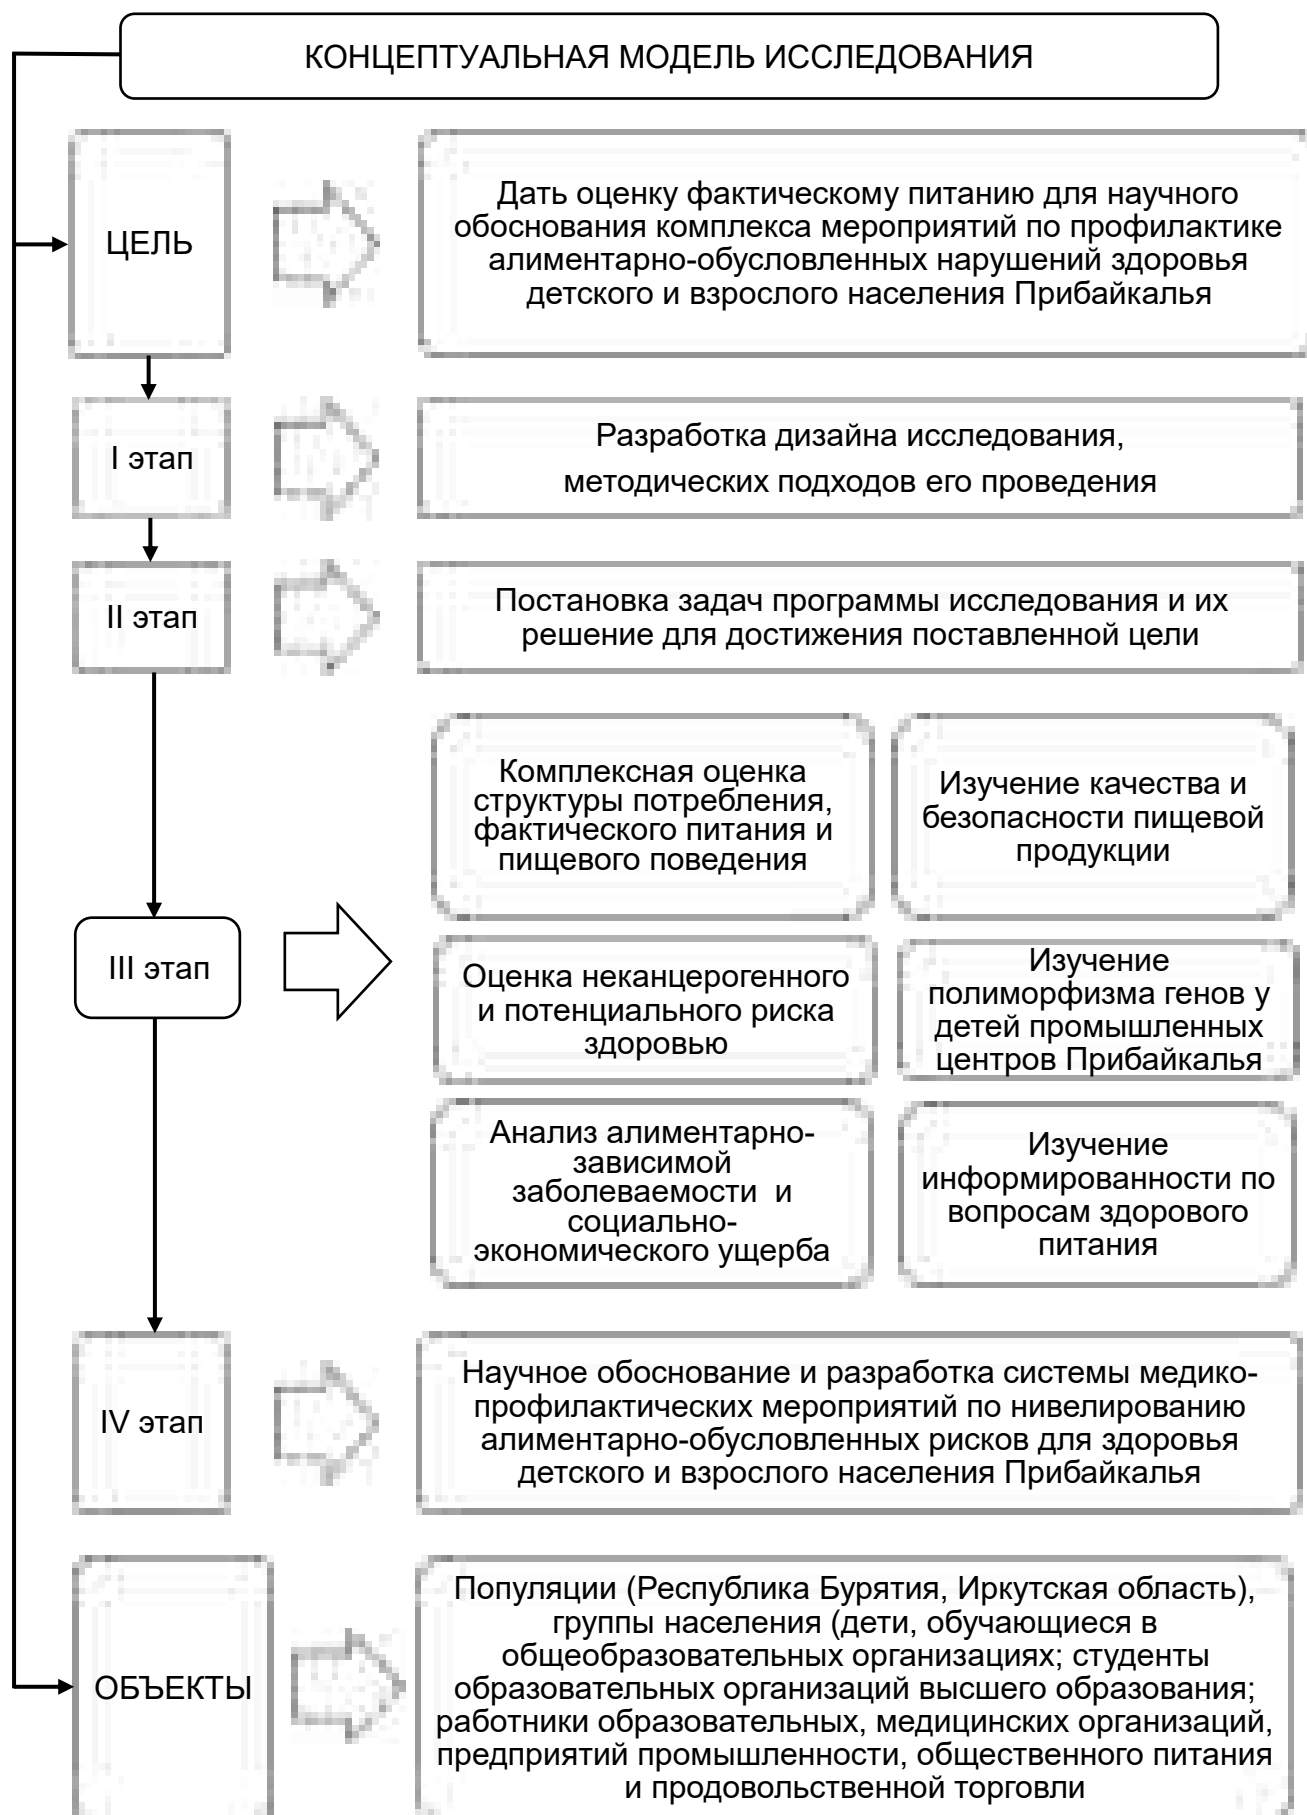 КОНЦЕПТУАЛЬНАЯ МОДЕЛЬ ИССЛЕДОВАНИЯ
ЦЕЛЬ
Дать оценку фактическому питанию для научного
обоснования комплекса мероприятий по профилактике
алиментарно-обусловленных нарушений здоровья
детского и взрослого населения Прибайкалья
I этап
Разработка дизайна исследования,
методических подходов его проведения
II этап
Постановка задач программы исследования и их
решение для достижения поставленной цели
III этап
Комплексная оценка
структуры потребления,
фактического питания и
пищевого поведения
Изучение качества и
безопасности пищевой
продукции
Оценка неканцерогенного
и потенциального риска
здоровью
Изучение
полиморфизма генов у
детей промышленных
центров Прибайкалья
Анализ алиментарно-
зависимой
заболеваемости и
социально-
экономического ущерба
Изучение
информированности по
вопросам здорового
питания
IV этап
Научное обоснование и разработка системы медико-
профилактических мероприятий по нивелированию
алиментарно-обусловленных рисков для здоровья
детского и взрослого населения Прибайкалья
ОБЪЕКТЫ
Популяции (Республика Бурятия, Иркутская область),
группы населения (дети, обучающиеся в
общеобразовательных организациях; студенты
образовательных организаций высшего образования;
работники образовательных, медицинских организаций,
предприятий промышленности, общественного питания
и продовольственной торговли